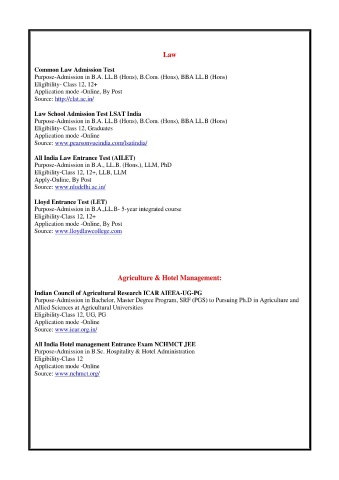 Law
Common Law Admission Test
Purpose-Admission in B.A. LL.B (Hons), B.Com. (Hons), BBA LL.B (Hons)
Eligibility- Class 12, 12+
Application mode -Online, By Post
Source: http://clat.ac.in/
Law School Admission Test LSAT India
Purpose-Admission in B.A. LL.B (Hons), B.Com. (Hons), BBA LL.B (Hons)
Eligibility- Class 12, Graduates
Application mode -Online
Source: www.pearsonvueindia.com/lsatindia/
All India Law Entrance Test (AILET)
Purpose-Admission in B.A., LL.B. (Hons.), LLM, PhD
Eligibility-Class 12, 12+, LLB, LLM
Apply-Online, By Post
Source: www.nludelhi.ac.in/
Lloyd Entrance Test (LET)
Purpose-Admission in B.A.,LL.B- 5-year integrated course
Eligibility-Class 12, 12+
Application mode -Online, By Post
Source: www.lloydlawcollege.com
Agriculture & Hotel Management:
Indian Council of Agricultural Research ICAR AIEEA-UG-PG
Purpose-Admission in Bachelor, Master Degree Program, SRF (PGS) to Pursuing Ph.D in Agriculture and
Allied Sciences at Agricultural Universities
Eligibility-Class 12, UG, PG
Application mode -Online
Source: www.icar.org.in/
All India Hotel management Entrance Exam NCHMCT JEE
Purpose-Admission in B.Sc. Hospitality & Hotel Administration
Eligibility-Class 12
Application mode -Online
Source: www.nchmct.org/